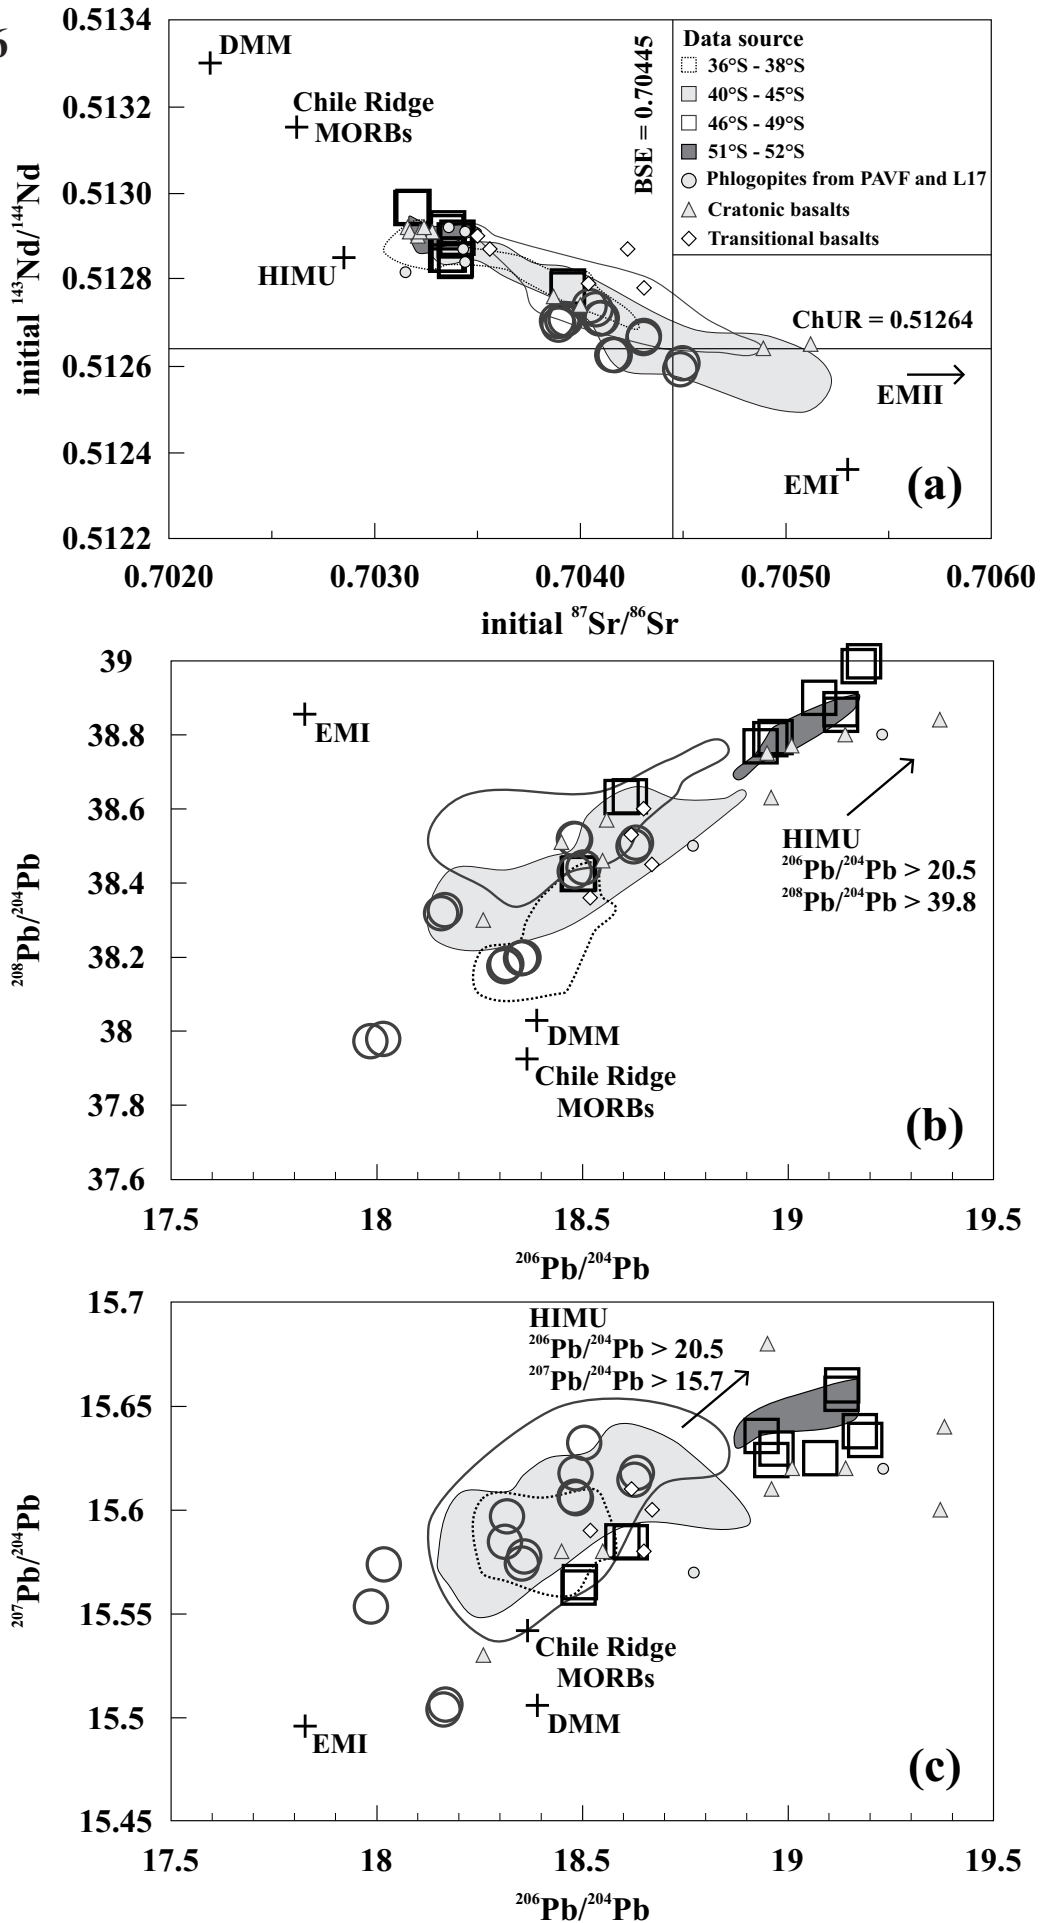 6
0.5134
0.5132
0.5130
0.5128
0.5126
0.5124
0.5122
initial ¹⁴³Nd/¹⁴⁴Nd
DMM
Chile Ridge
MORBs
HIMU
BSE = 0.70445
Data source
36°S - 38°S
40°S - 45°S
46°S - 49°S
51°S - 52°S
Phlogopites from PAVF and L17
Cratonic basalts
Transitional basalts
ChUR = 0.51264
EMII
EMI
(a)
0.7020
0.7030
0.7040
0.7050
0.7060
initial ⁸⁷Sr/⁸⁶Sr
39
38.8
38.6
38.4
38.2
38
37.8
37.6
²⁰⁸Pb/²⁰⁴Pb
EMI
HIMU
²⁰⁶Pb/²⁰⁴Pb > 20.5
²⁰⁸Pb/²⁰⁴Pb > 39.8
DMM
Chile Ridge
MORBs
(b)
17.5
18
18.5
19
19.5
²⁰⁶Pb/²⁰⁴Pb
15.7
15.65
15.6
15.55
15.5
15.45
²⁰⁷Pb/²⁰⁴Pb
HIMU
²⁰⁶Pb/²⁰⁴Pb > 20.5
²⁰⁷Pb/²⁰⁴Pb > 15.7
Chile Ridge
MORBs
DMM
EMI
(c)
17.5
18
18.5
19
19.5
²⁰⁶Pb/²⁰⁴Pb